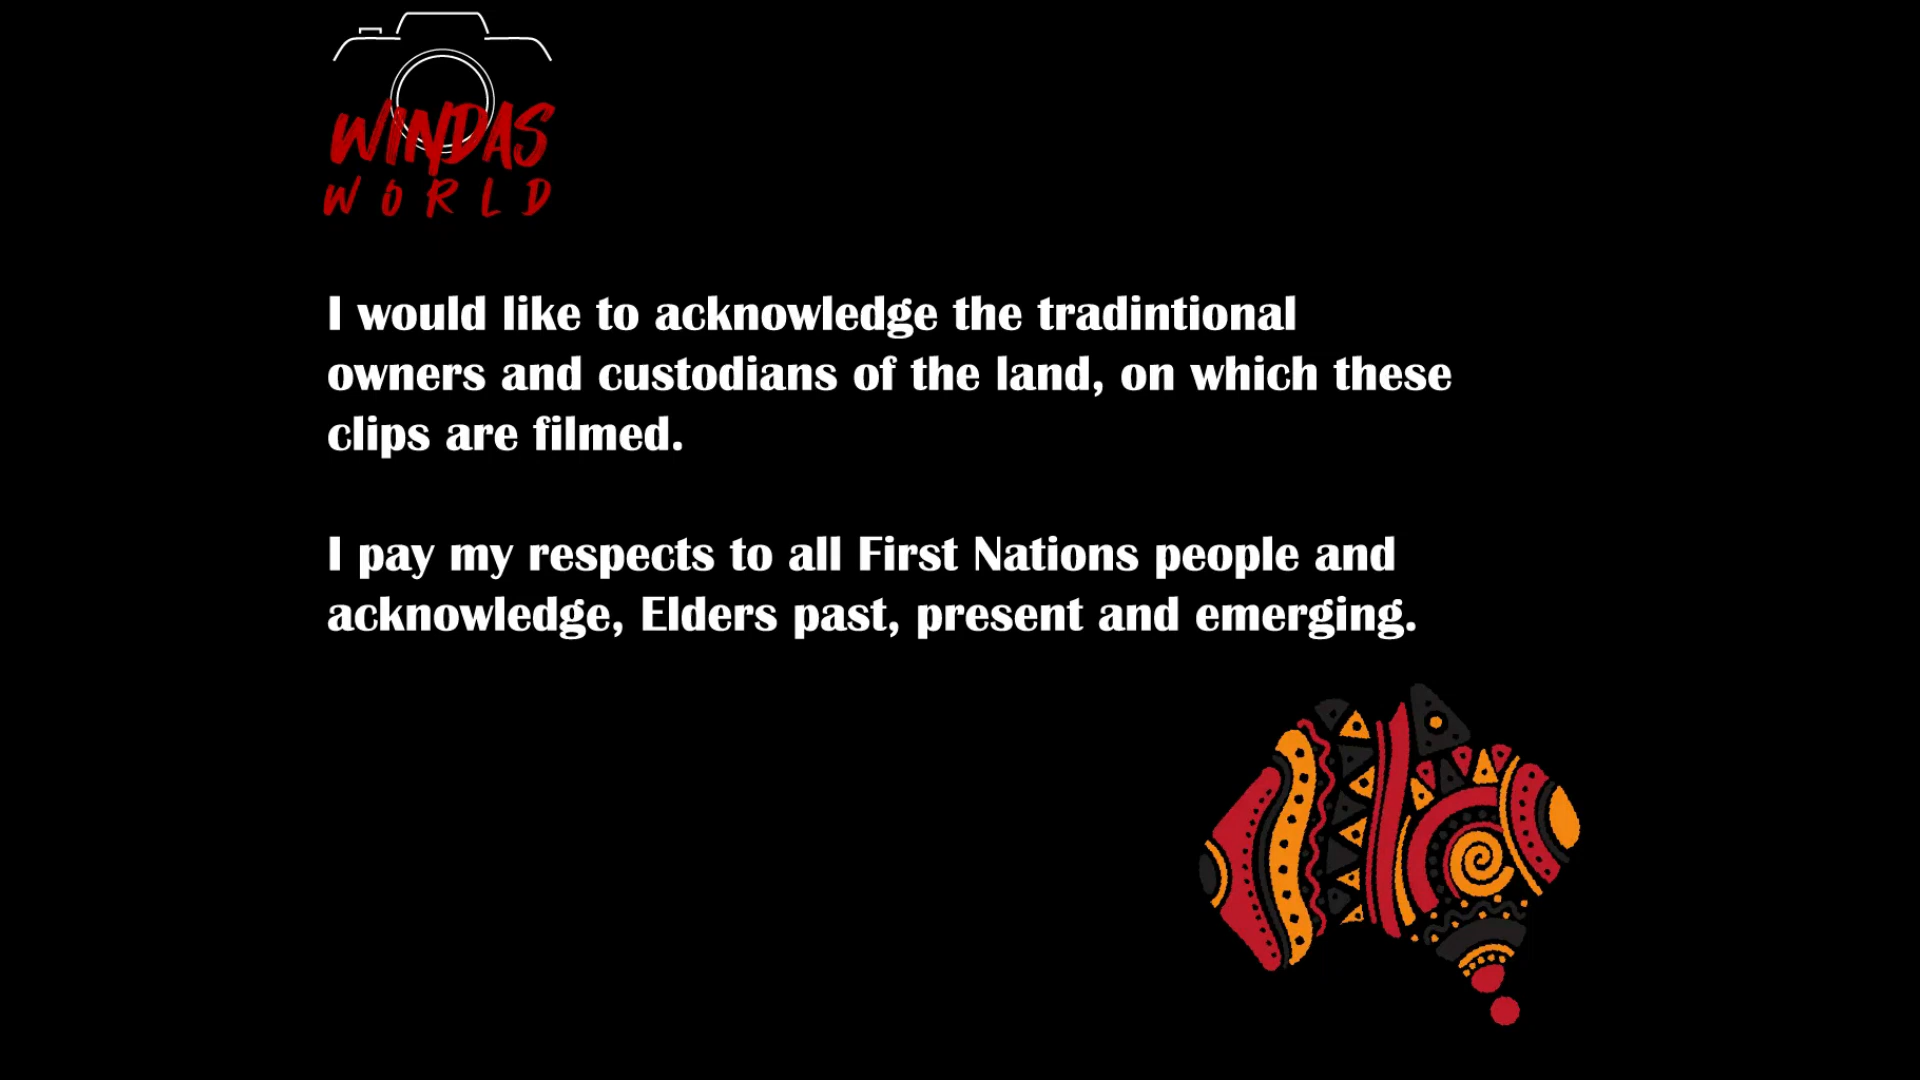 WINDAS
WORLD
I would like to acknowledge the tradintional
owners and custodians of the land, on which these
clips are filmed.
I pay my respects to all First Nations people and
acknowledge, Elders past, present and emerging.